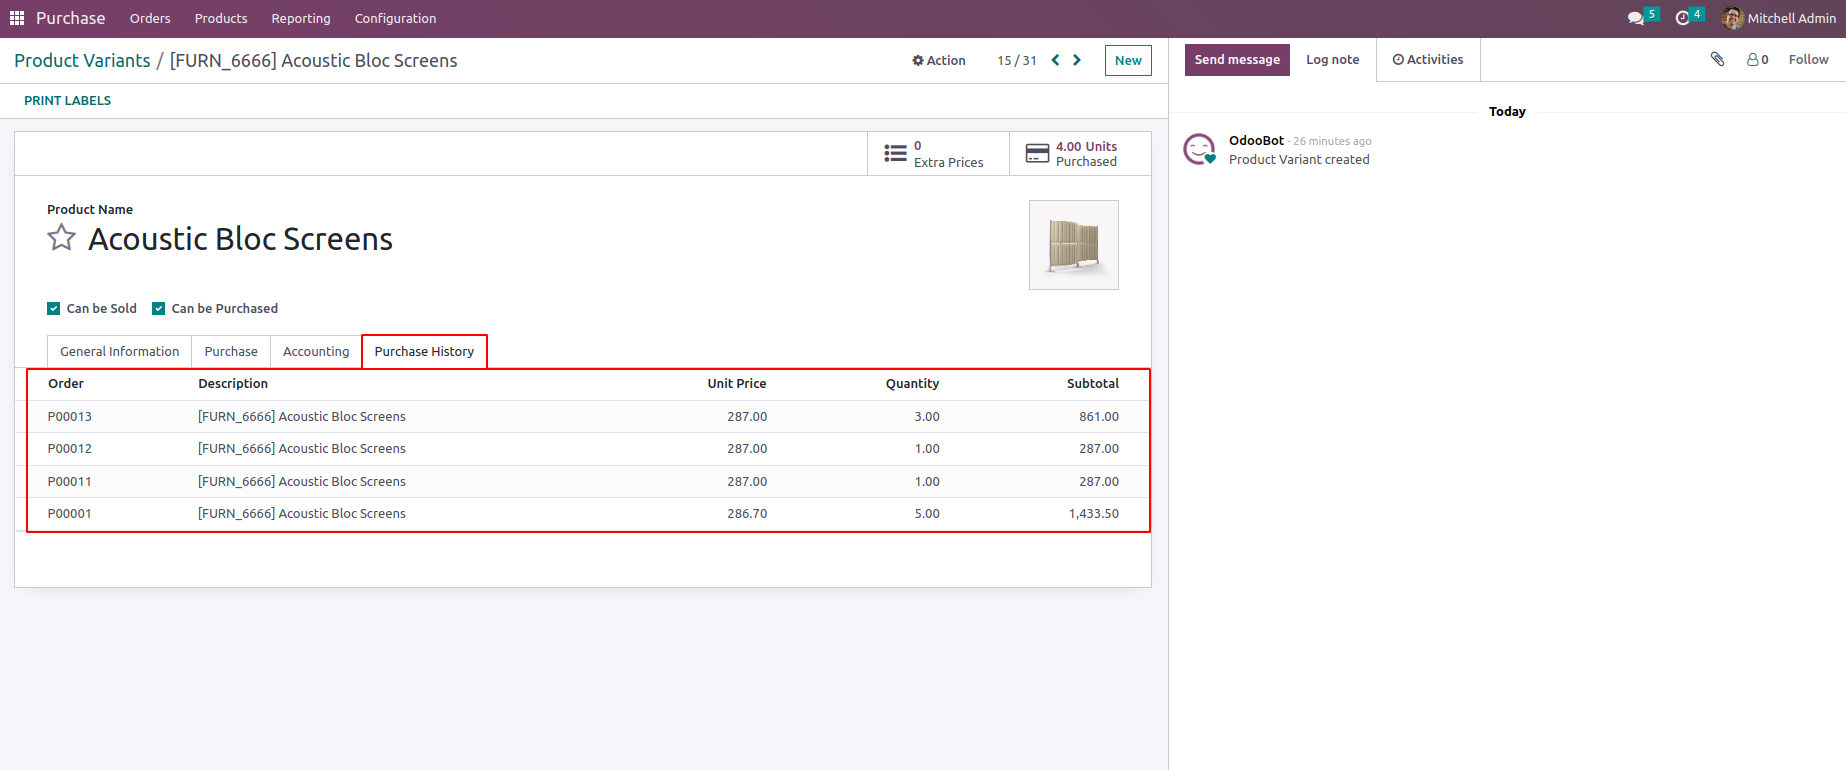 Purchase Orders Products Reporting Configuration 5 4 Mitchell Admin
Product Variants / [FURN_6666] Acoustic Bloc Screens Action 15 / 31 New
PRINT LABELS
0
Extra Prices
4.00 Units
Purchased
Product Name
Acoustic Bloc Screens
Can be Sold Can be Purchased
General Information Purchase Accounting Purchase History
Order Description Unit Price Quantity Subtotal
P00013 [FURN_6666] Acoustic Bloc Screens 287.00 3.00 861.00
P00012 [FURN_6666] Acoustic Bloc Screens 287.00 1.00 287.00
P00011 [FURN_6666] Acoustic Bloc Screens 287.00 1.00 287.00
P00001 [FURN_6666] Acoustic Bloc Screens 286.70 5.00 1,433.50
Send message Log note Activities 0 Follow
Today
OdooBot - 26 minutes ago
Product Variant created